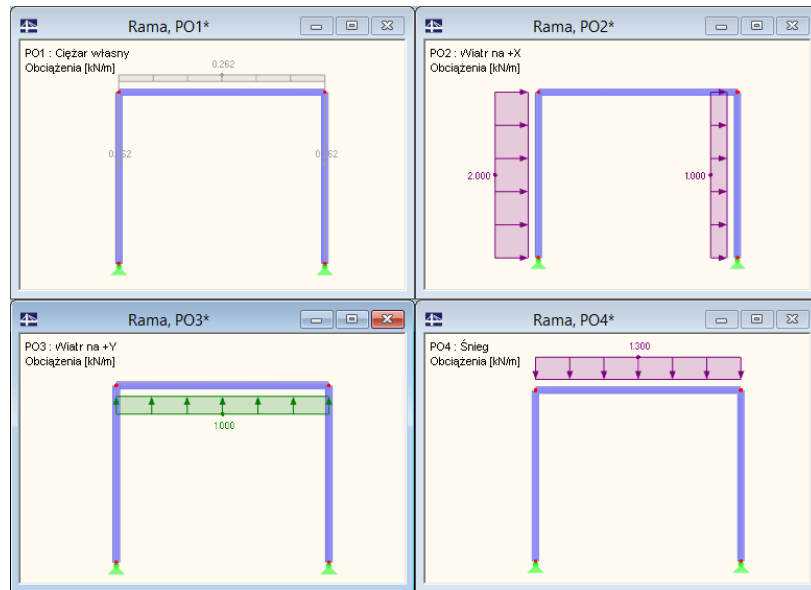 Rama, PO1*
PO1 : Ciężar własny
Obciążenia [kN/m]
0.262
0.262
0.262
Rama, PO2*
PO2 : Wiatr na +X
Obciążenia [kN/m]
2.000
1.000
Rama, PO3*
PO3 : Wiatr na +Y
Obciążenia [kN/m]
1.000
Rama, PO4*
PO4 : Śnieg
Obciążenia [kN/m]
1.300